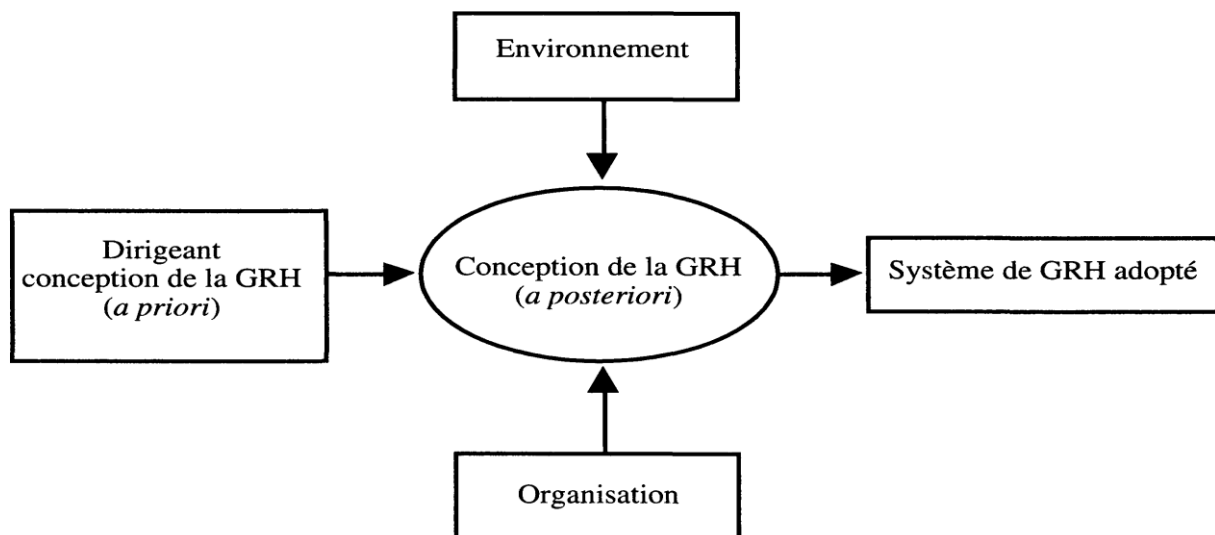 Environnement
Dirigeant
conception de la GRH
(a priori)
Conception de la GRH
(a posteriori)
Système de GRH adopté
Organisation